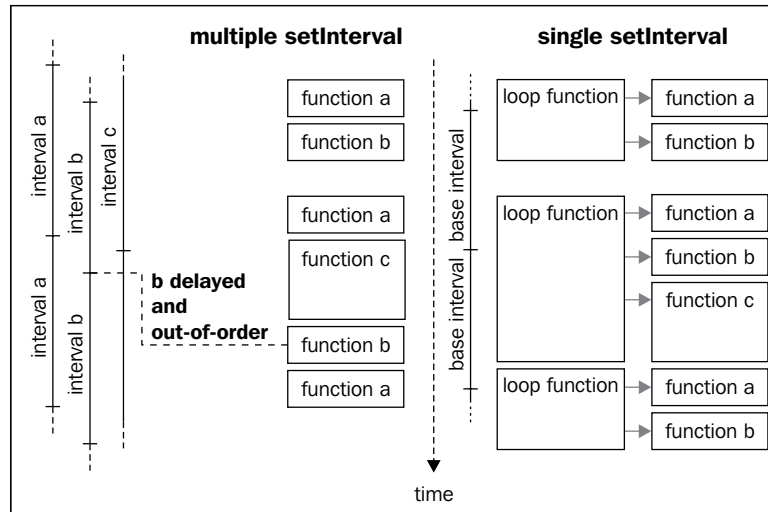 multiple setInterval
single setInterval
interval a
interval b
interval c
interval a
interval b
function a
function b
function a
function c
b delayed
and
out-of-order
function b
function a
time
base interval
base interval
loop function
function a
function b
loop function
function a
function b
function c
loop function
function a
function b